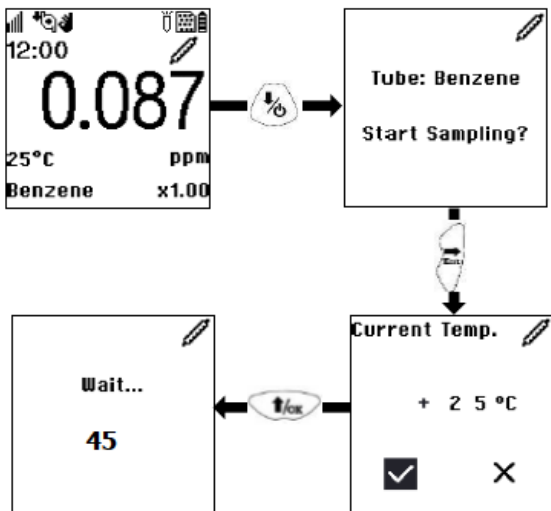 12:00
0.087
25°C ppm
Benzene x1.00
Tube: Benzene
Start Sampling?
Current Temp.
+ 2 5 °C
/OK
Wait...
45